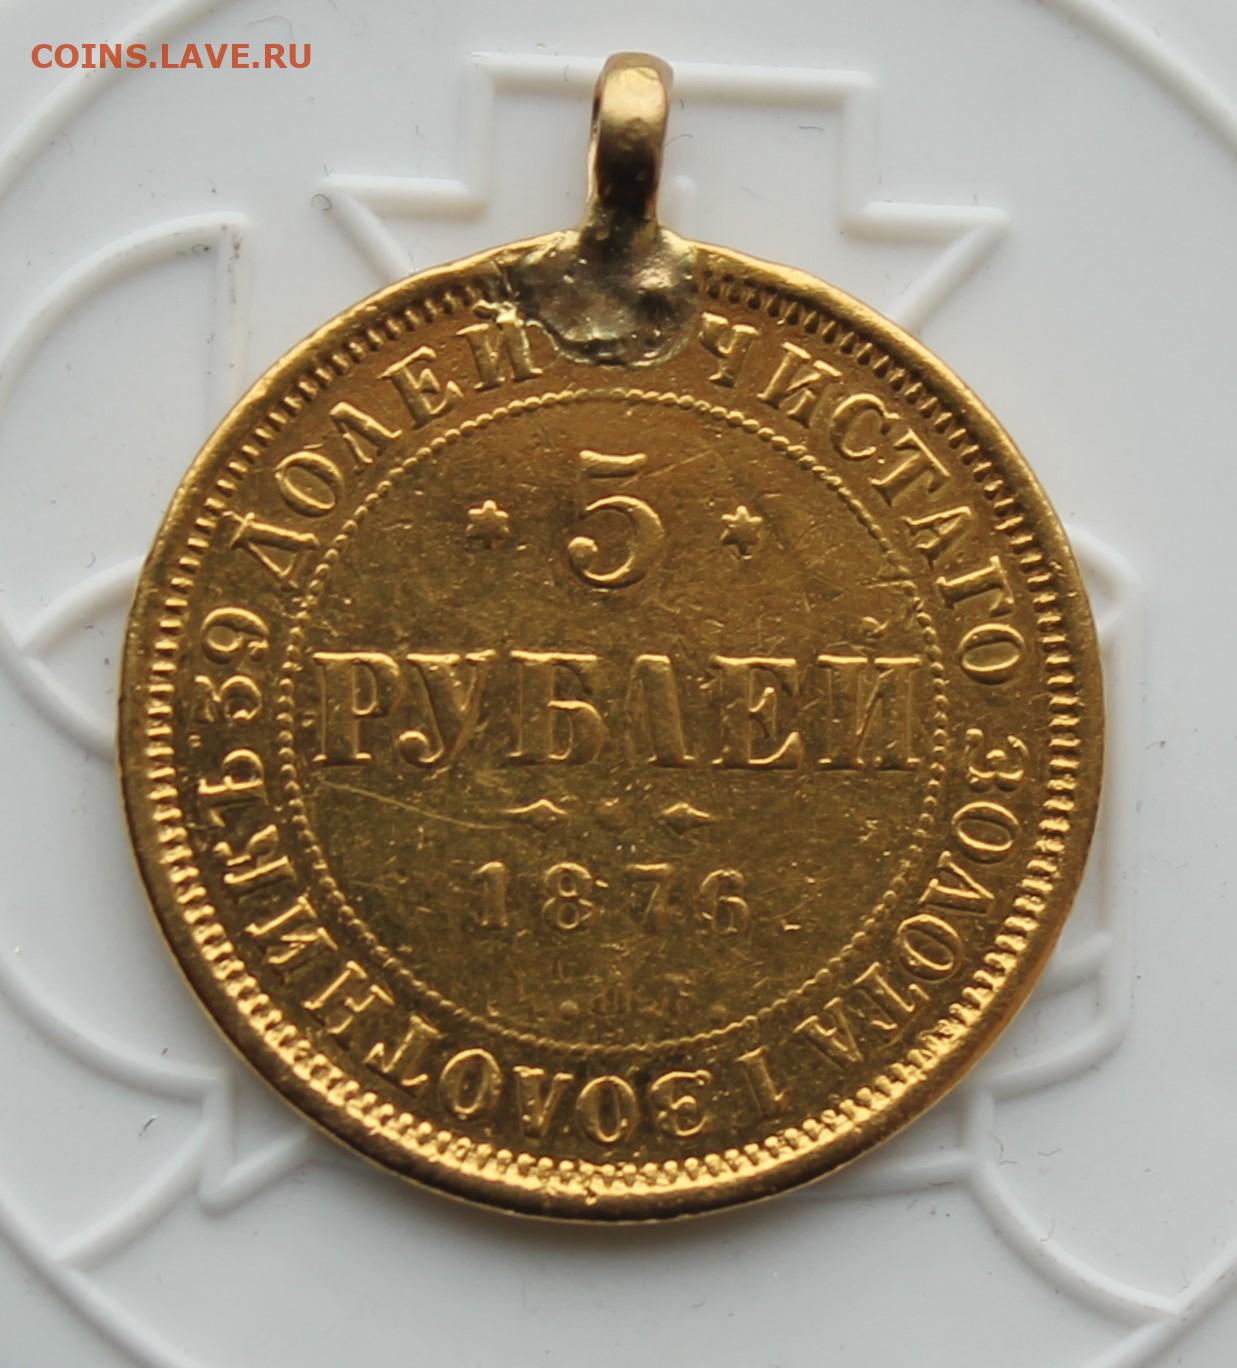 COINS.LAVE.RU
ЧИСТАГО ЗОЛОТА 1 ЗОЛОТНИКЪ 39 ДОЛЕЙ
5
РУБЛЕЙ
1876